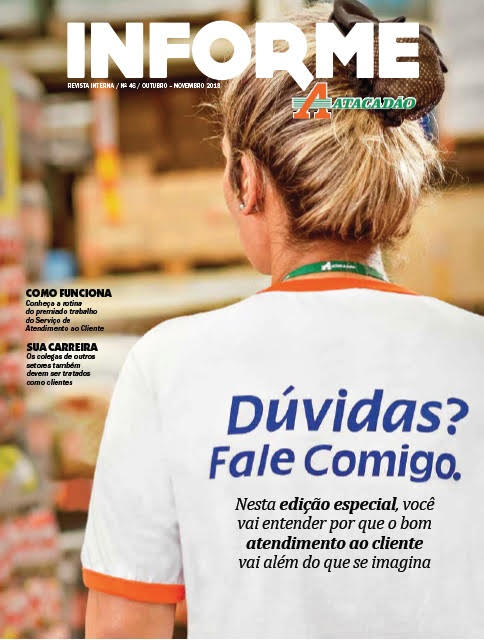 INFORME
REVISTA INTERNA / Nº 46 / OUTUBRO – NOVEMBRO 2018
ATACADÃO
ATACADÃO
COMO FUNCIONA
Conheça a rotina
do premiado trabalho
do Serviço de
Atendimento ao Cliente
SUA CARREIRA
Os colegas de outros
setores também
devem ser tratados
como clientes
Dúvidas?
Fale Comigo.
Nesta edição especial, você
vai entender por que o bom
atendimento ao cliente
vai além do que se imagina